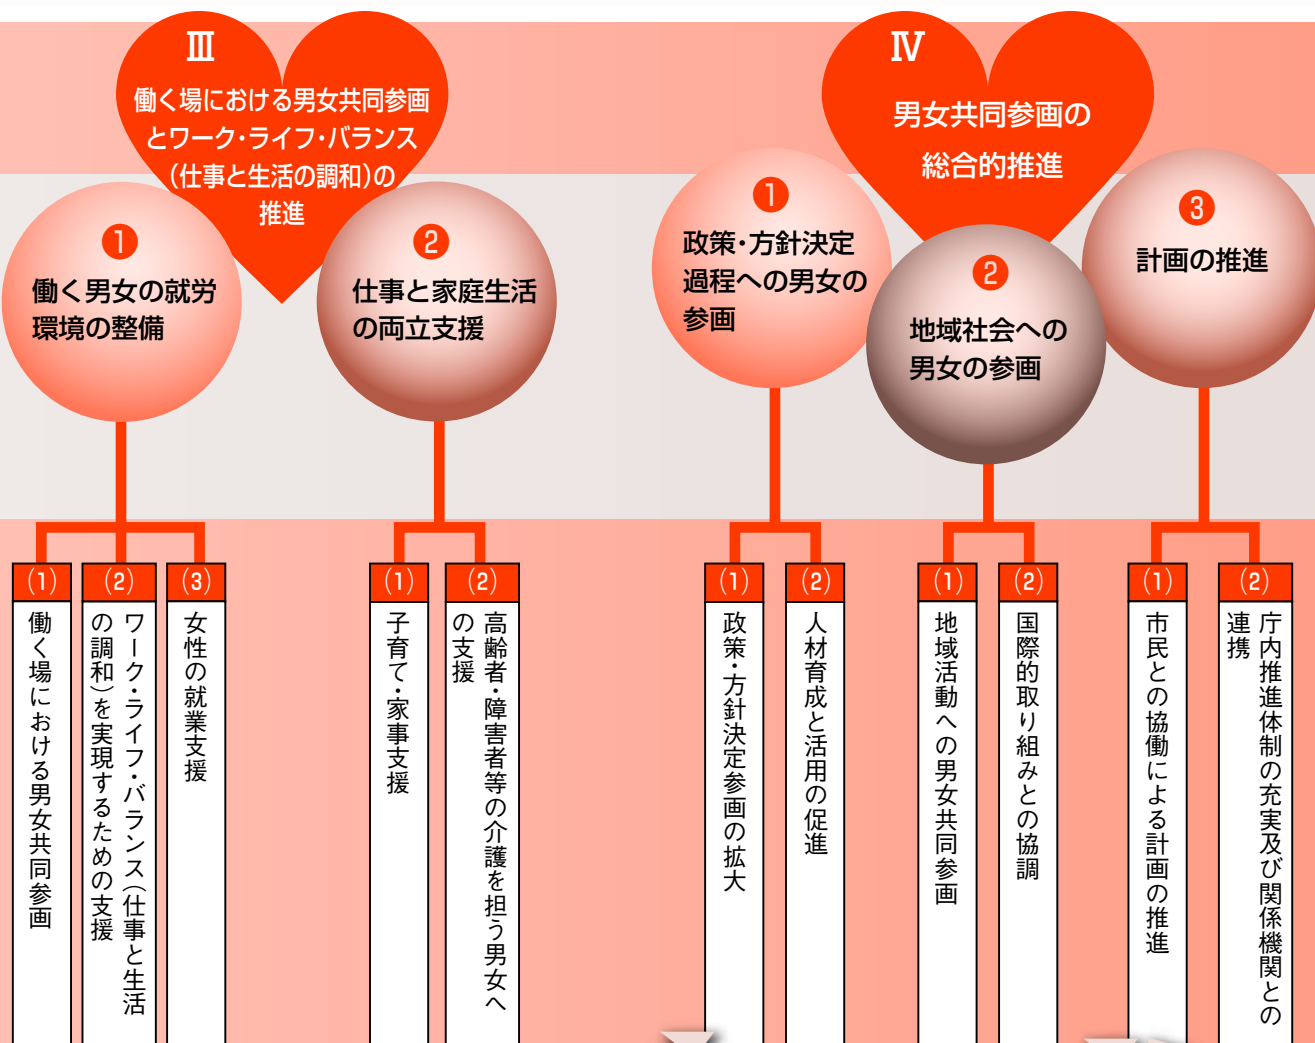 Ⅲ
働く場における男女共同参画
とワーク・ライフ・バランス
(仕事と生活の調和)の
推進
❶
働く男女の就労
環境の整備
❷
仕事と家庭生活
の両立支援
(1)
働く場における男女共同参画
(2)
ワーク・ライフ・バランス(仕事と生活
の調和)を実現するための支援
(3)
女性の就業支援
(1)
子育て・家事支援
(2)
高齢者・障害者等の介護を担う男女へ
の支援
Ⅳ
男女共同参画の
総合的推進
❶
政策・方針決定
過程への男女の
参画
❷
地域社会への
男女の参画
❸
計画の推進
(1)
政策・方針決定参画の拡大
(2)
人材育成と活用の促進
(1)
地域活動への男女共同参画
(2)
国際的取り組みとの協調
(1)
市民との協働による計画の推進
(2)
庁内推進体制の充実及び関係機関との
連携